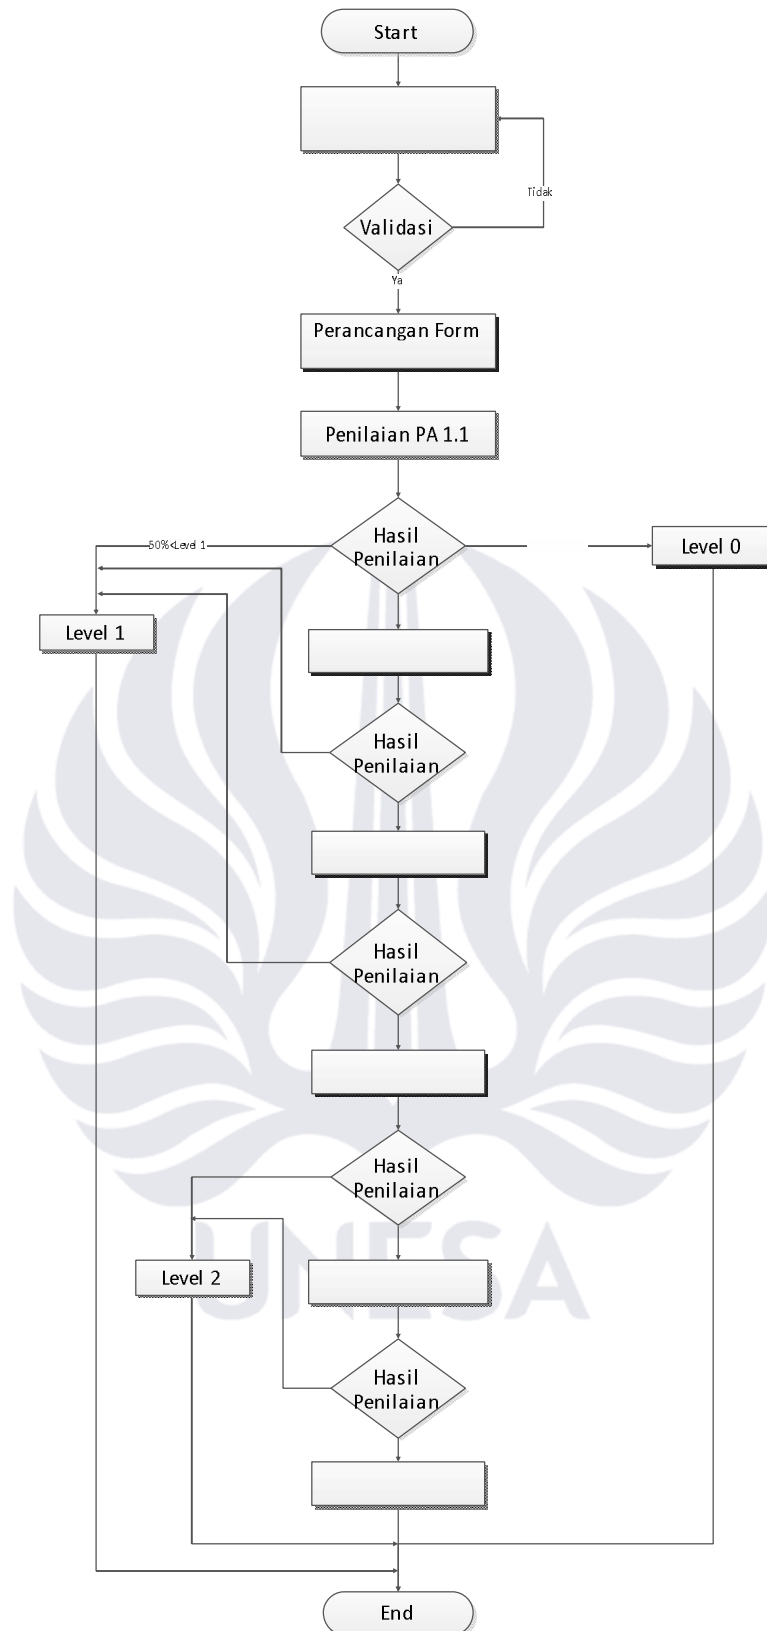 Start
Tidak
Validasi
Ya
Perancangan Form
Penilaian PA 1.1
Hasil
Penilaian
50%<Level 1
Level 0
Level 1
Hasil
Penilaian
Hasil
Penilaian
Hasil
Penilaian
Level 2
UNESA
Hasil
Penilaian
End